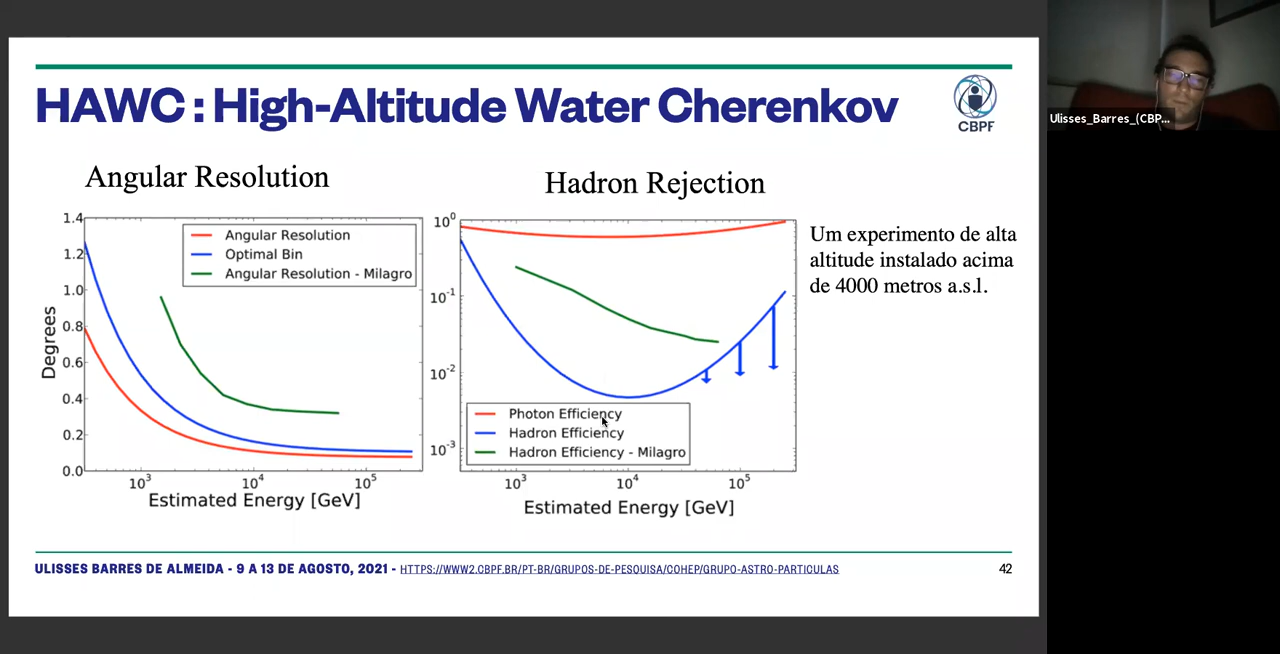 HAWC : High-Altitude Water Cherenkov
CBPF
Ulisses_Barres_(CBP...
Angular Resolution
1.4
1.2
1.0
0.8
0.6
0.4
0.2
0.0
Degrees
Angular Resolution
Optimal Bin
Angular Resolution - Milagro
10³
10⁴
10⁵
Estimated Energy [GeV]
Hadron Rejection
10⁰
10⁻¹
10⁻²
10⁻³
Photon Efficiency
Hadron Efficiency
Hadron Efficiency - Milagro
10³
10⁴
10⁵
Estimated Energy [GeV]
Um experimento de alta
altitude instalado acima
de 4000 metros a.s.l.
ULISSES BARRES DE ALMEIDA - 9 A 13 DE AGOSTO, 2021 - HTTPS://WWW2.CBPF.BR/PT-BR/GRUPOS-DE-PESQUISA/COHEP/GRUPO-ASTRO-PARTICULAS
42